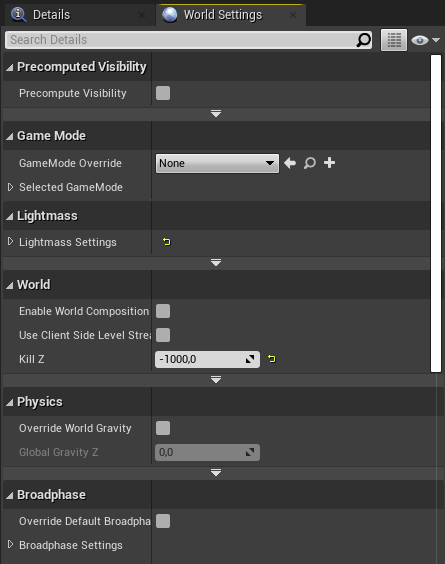 Details
World Settings
Search Details
Precomputed Visibility
Precompute Visibility
Game Mode
GameMode Override
None
Selected GameMode
Lightmass
Lightmass Settings
World
Enable World Composition
Use Client Side Level Strea
Kill Z
-1000,0
Physics
Override World Gravity
Global Gravity Z
0,0
Broadphase
Override Default Broadpha
Broadphase Settings